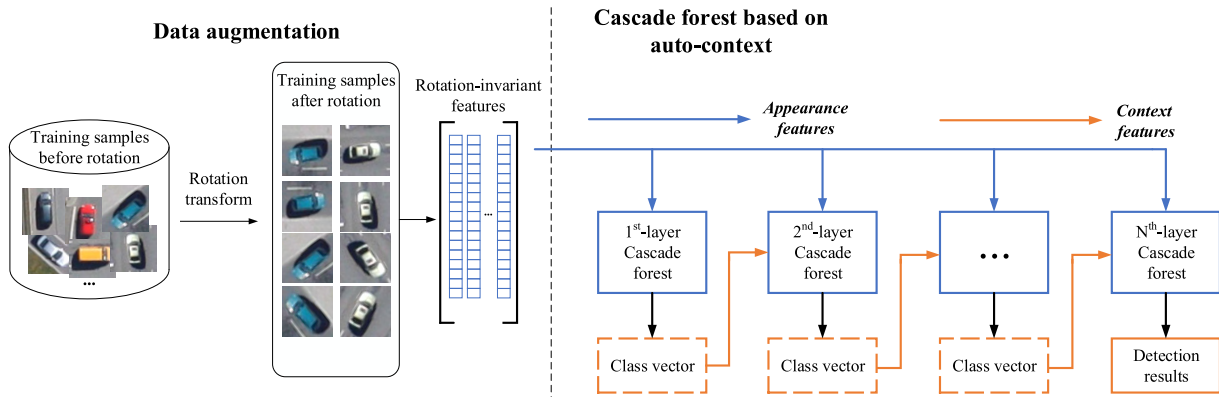 Data augmentation
Training samples
before rotation
...
Rotation
transform
Training samples
after rotation
Rotation-invariant
features
...
Cascade forest based on
auto-context
Appearance
features
Context
features
1st-layer
Cascade
forest
2nd-layer
Cascade
forest
...
Nth-layer
Cascade
forest
Class vector
Class vector
Class vector
Detection
results